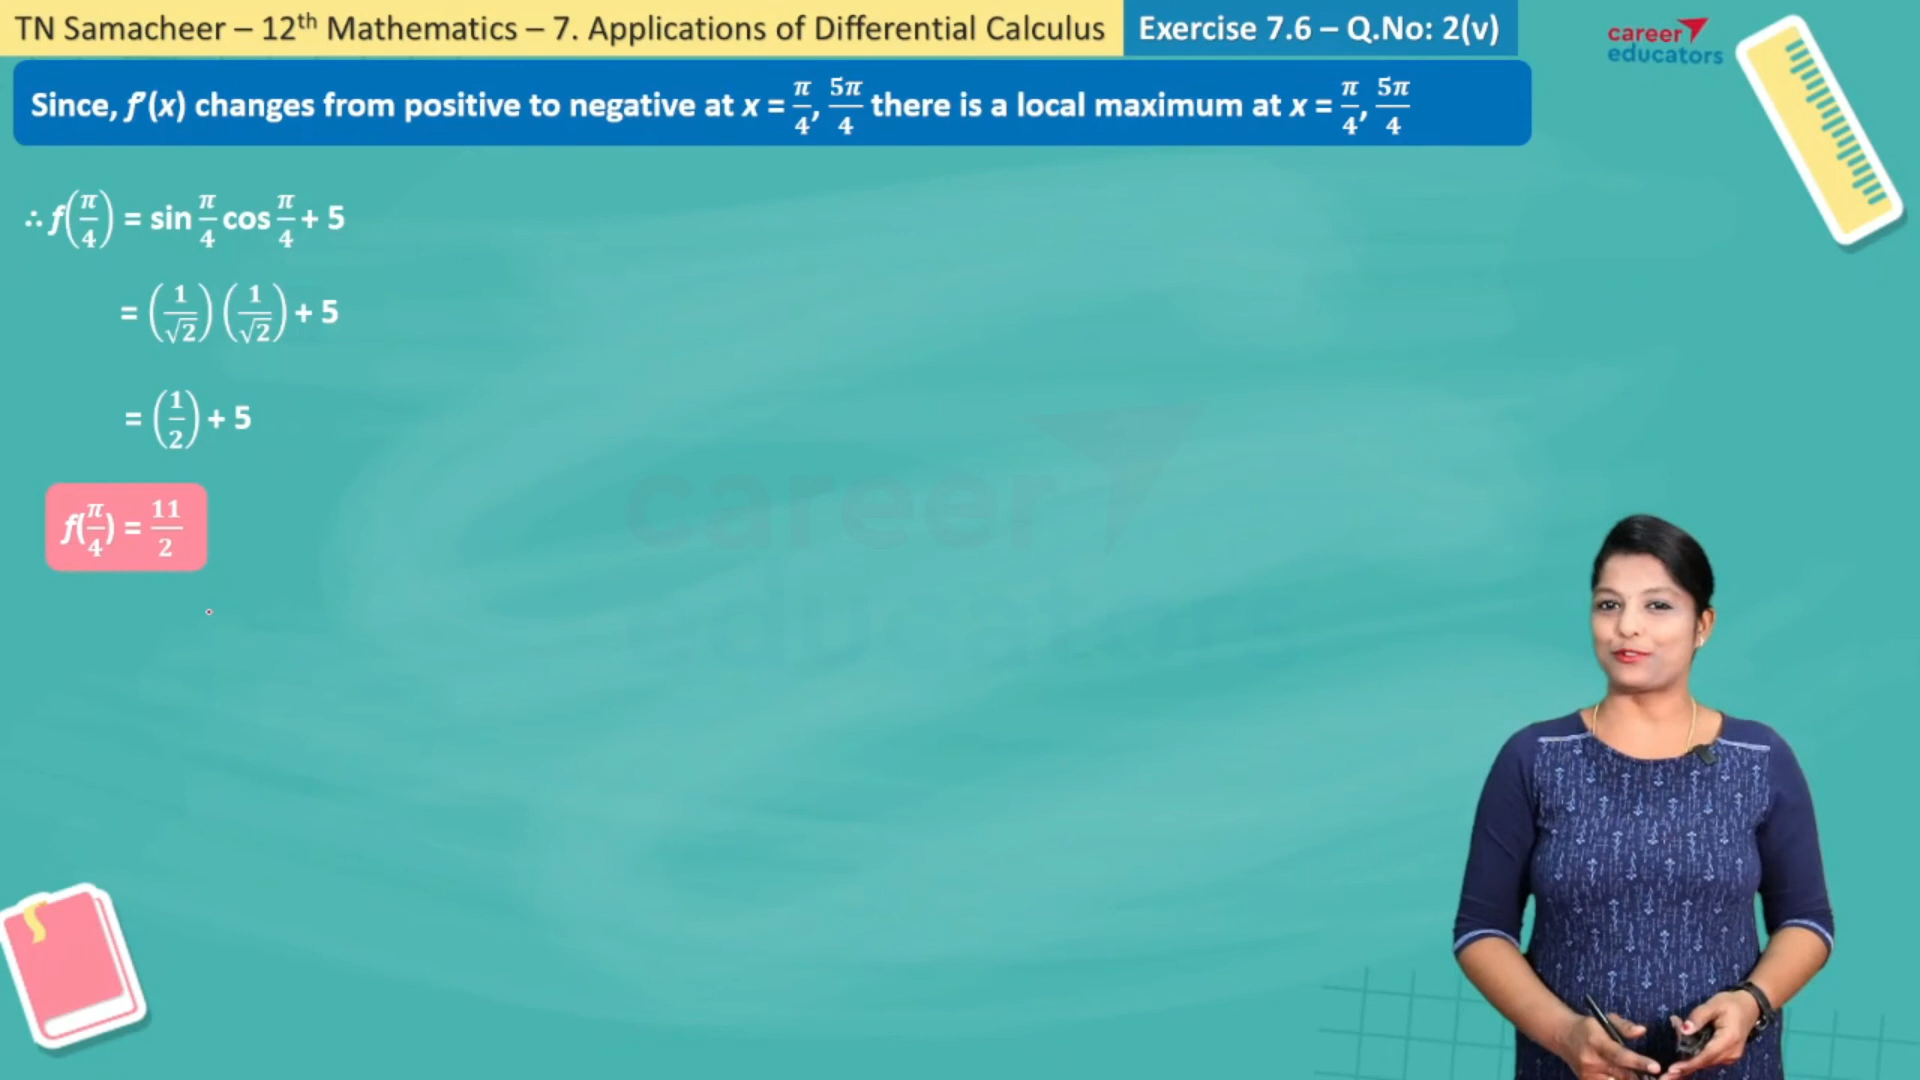 TN Samacheer – 12th Mathematics – 7. Applications of Differential Calculus
Exercise 7.6 – Q.No: 2(v)
career
educators
Since, f′(x) changes from positive to negative at x = π/4, 5π/4 there is a local maximum at x = π/4, 5π/4
∴ f(π/4) = sin π/4 cos π/4 + 5
= (1/√2) (1/√2) + 5
= (1/2) + 5
f(π/4) = 11/2
career
educators